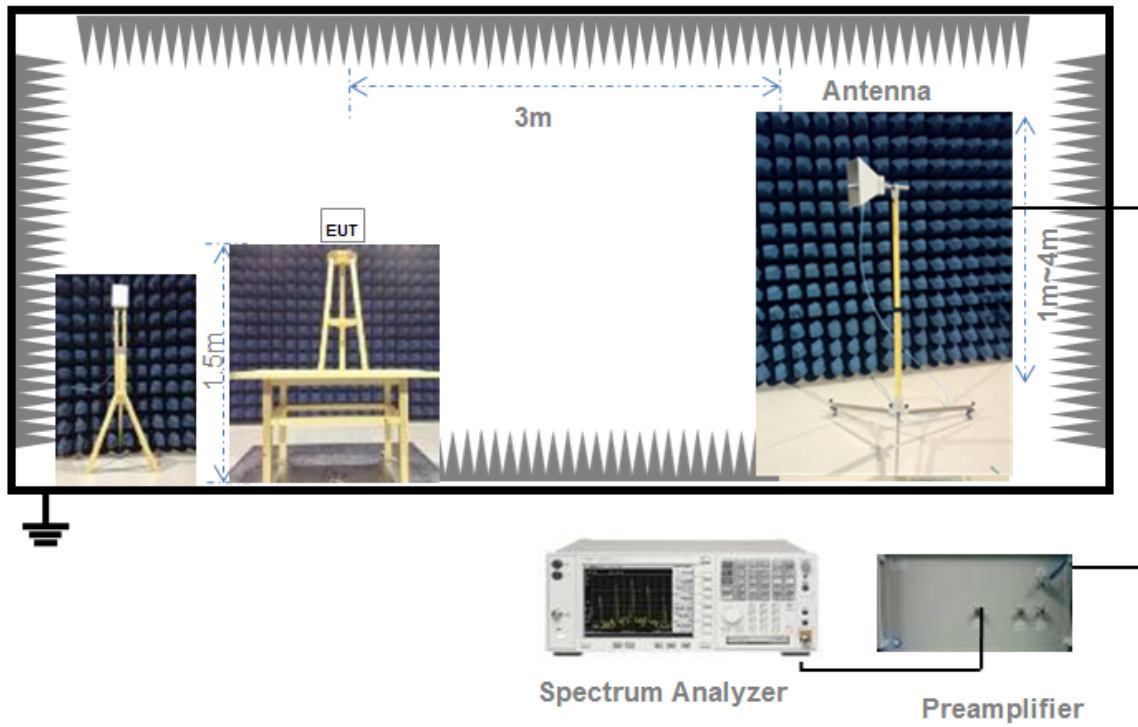 Antenna
3m
EUT
1.5m
1m~4m
Spectrum Analyzer
Preamplifier